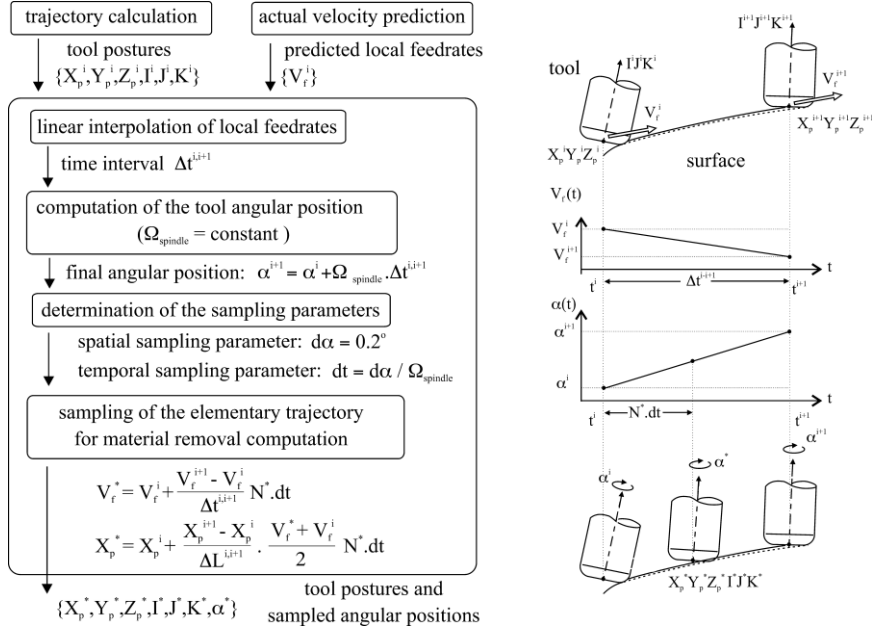 trajectory calculation
actual velocity prediction
tool postures
{X_p^i,Y_p^i,Z_p^i,I^i,J^i,K^i}
predicted local feedrates
{V_f^i}
linear interpolation of local feedrates
time interval Δt^{i,i+1}
computation of the tool angular position
(Ω_spindle = constant )
final angular position: α^{i+1} = α^i+Ω_spindle.Δt^{i,i+1}
determination of the sampling parameters
spatial sampling parameter: dα = 0.2°
temporal sampling parameter: dt = dα / Ω_spindle
sampling of the elementary trajectory
for material removal computation
V_f^* = V_f^i + (V_f^{i+1} - V_f^i)/Δt^{i,i+1} N^*.dt
X_p^* = X_p^i + (X_p^{i+1} - X_p^i)/ΔL^{i,i+1} . (V_f^* + V_f^i)/2 N^*.dt
{X_p^*,Y_p^*,Z_p^*,I^*,J^*,K^*,α^*}
tool postures and
sampled angular positions
I^{i+1}J^{i+1}K^{i+1}
tool
I^iJ^iK^i
V_f^{i+1}
V_f^i
X_p^{i+1}Y_p^{i+1}Z_p^{i+1}
X_p^iY_p^iZ_p^i
surface
V_f(t)
V_f^i
V_f^{i+1}
t^i
Δt^{i-i+1}
t^{i+1}
t
α(t)
α^{i+1}
α^i
t^i
N^*.dt
t^{i+1}
t
α^i
α^*
α^{i+1}
X_p^*Y_p^*Z_p^*I^*J^*K^*